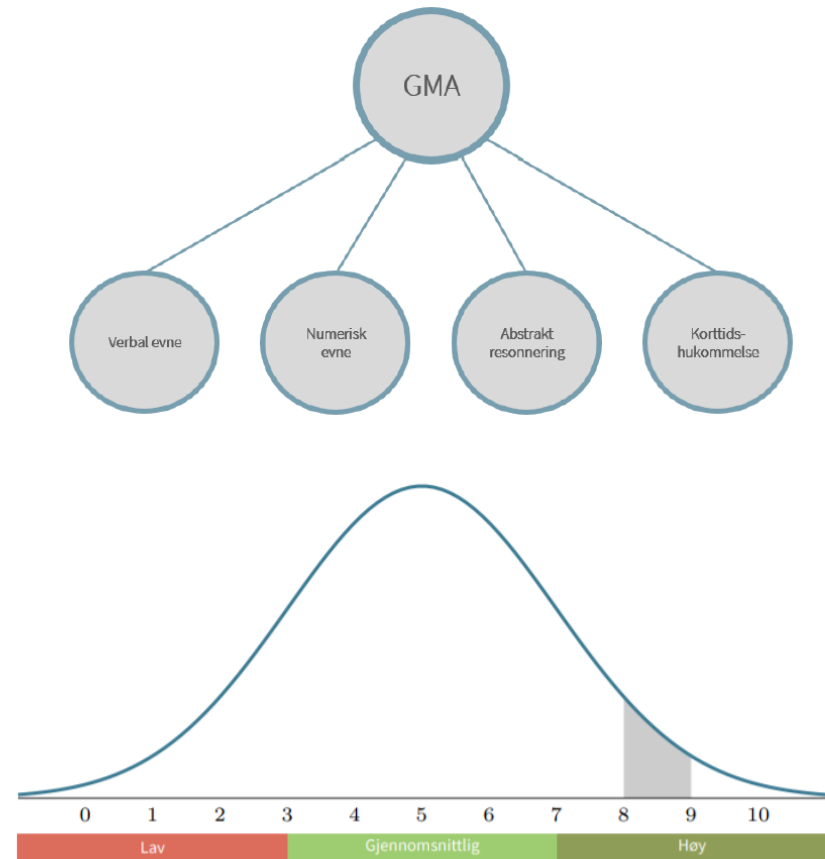 GMA
Verbal evne
Numerisk
evne
Abstrakt
resonnering
Korttids-
hukommelse
0 1 2 3 4 5 6 7 8 9 10
Lav Gjennomsnittlig Høy